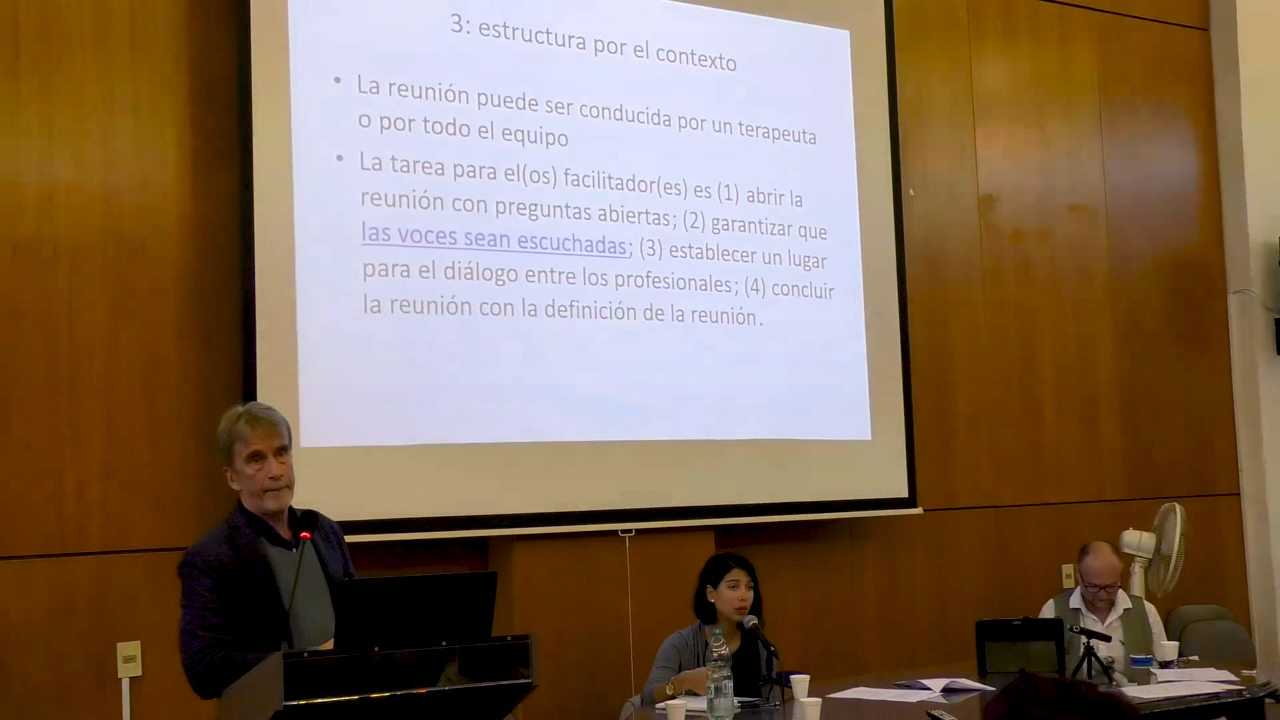 3: estructura por el contexto
• La reunión puede ser conducida por un terapeuta
o por todo el equipo
• La tarea para el(os) facilitador(es) es (1) abrir la
reunión con preguntas abiertas; (2) garantizar que
las voces sean escuchadas; (3) establecer un lugar
para el diálogo entre los profesionales; (4) concluir
la reunión con la definición de la reunión.